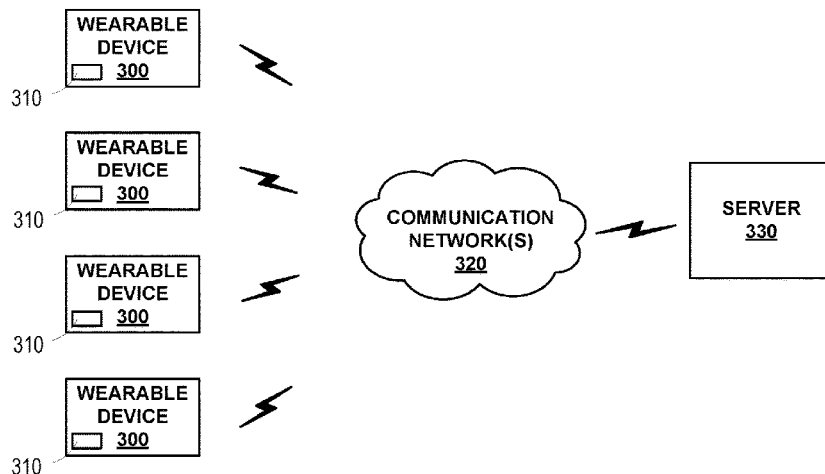 WEARABLE
DEVICE
300
310
WEARABLE
DEVICE
300
310
WEARABLE
DEVICE
300
310
WEARABLE
DEVICE
300
310
COMMUNICATION
NETWORK(S)
320
SERVER
330